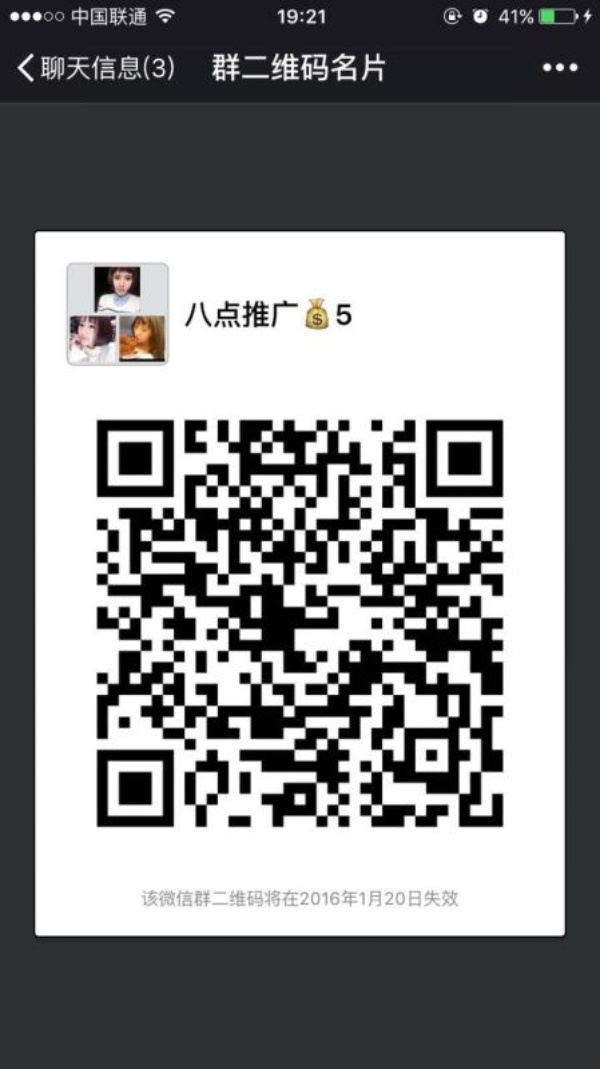 中国联通 19:21 41%
聊天信息(3) 群二维码名片
八点推广💰5
该微信群二维码将在2016年1月20日失效